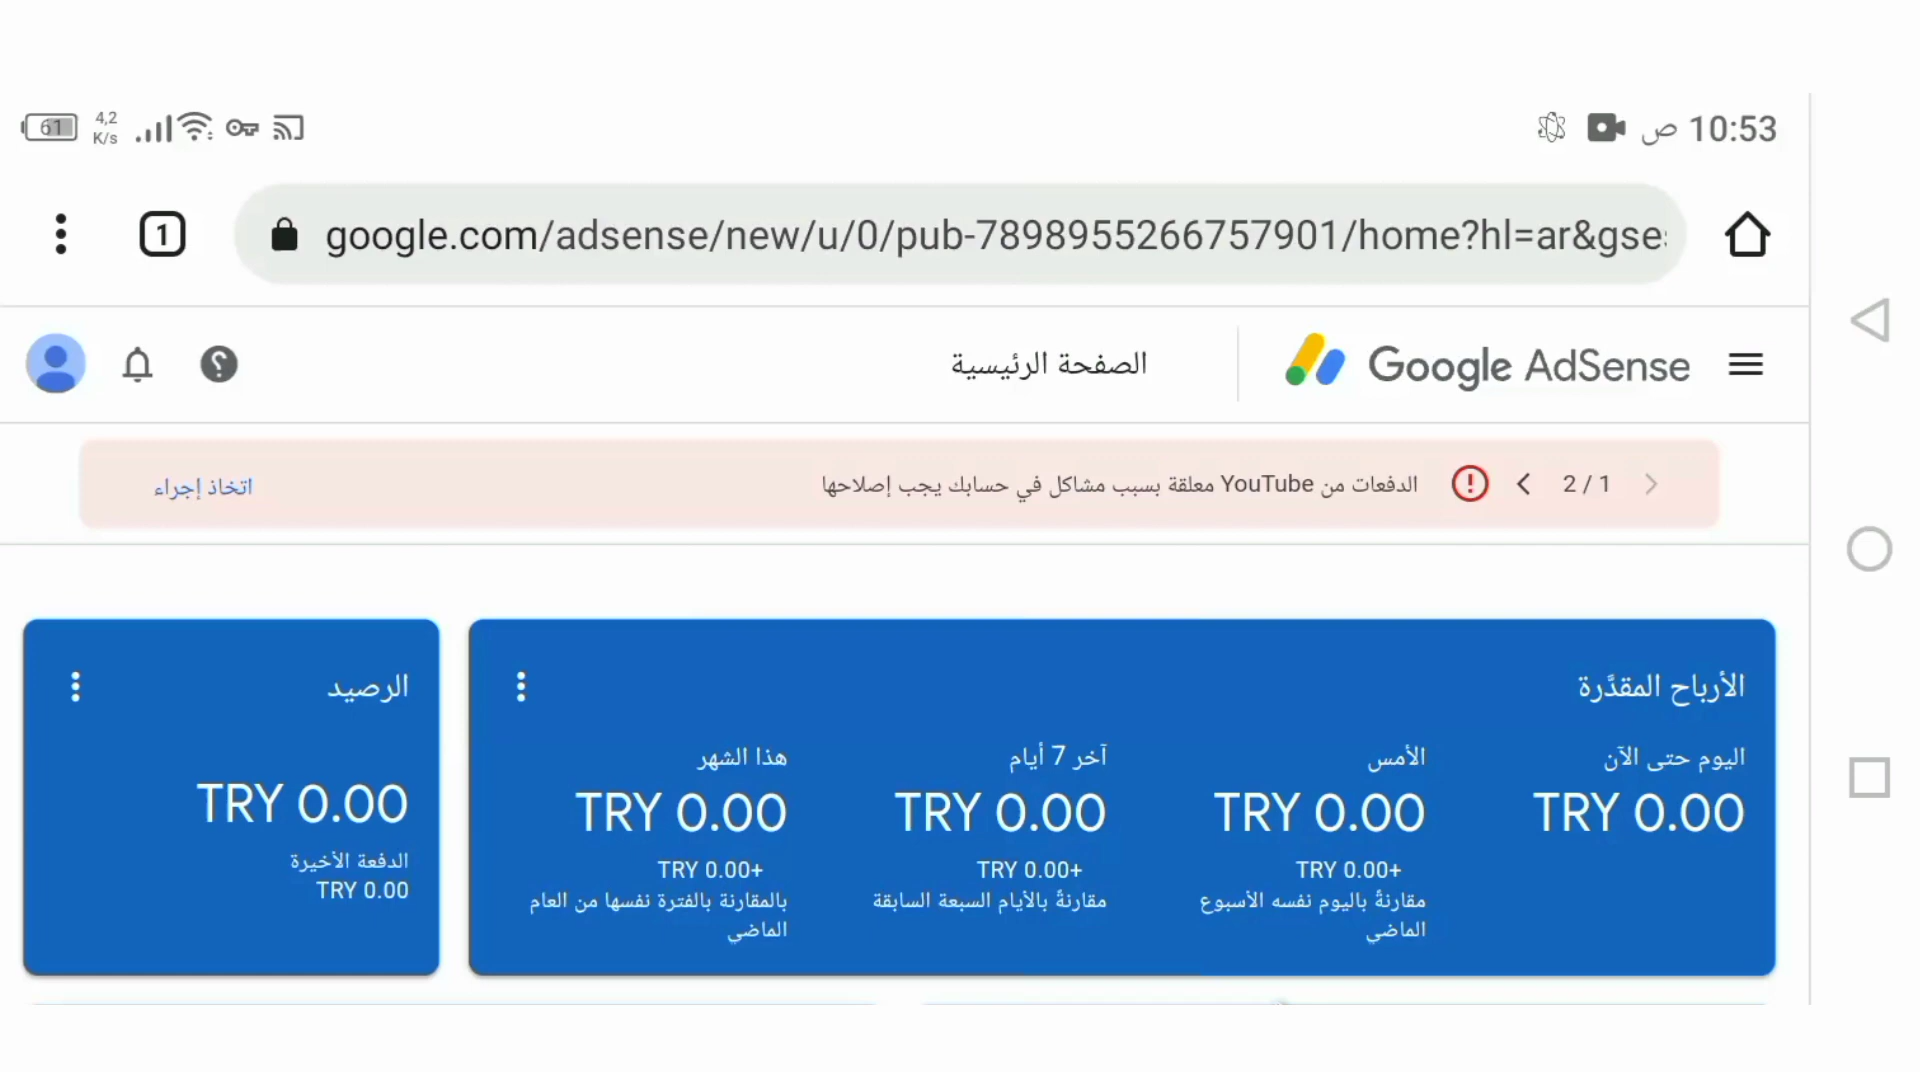 10:53 ص
4,2
K/s
61
1
google.com/adsense/new/u/0/pub-7898955266757901/home?hl=ar&gse
Google AdSense
الصفحة الرئيسية
2 / 1
الدفعات من YouTube معلقة بسبب مشاكل في حسابك يجب إصلاحها
اتخاذ إجراء
الأرباح المقدَّرة
اليوم حتى الآن
TRY 0.00
الأمس
TRY 0.00
TRY 0.00+
مقارنةً باليوم نفسه الأسبوع
الماضي
آخر 7 أيام
TRY 0.00
TRY 0.00+
مقارنةً بالأيام السبعة السابقة
هذا الشهر
TRY 0.00
TRY 0.00+
بالمقارنة بالفترة نفسها من العام
الماضي
الرصيد
TRY 0.00
الدفعة الأخيرة
TRY 0.00